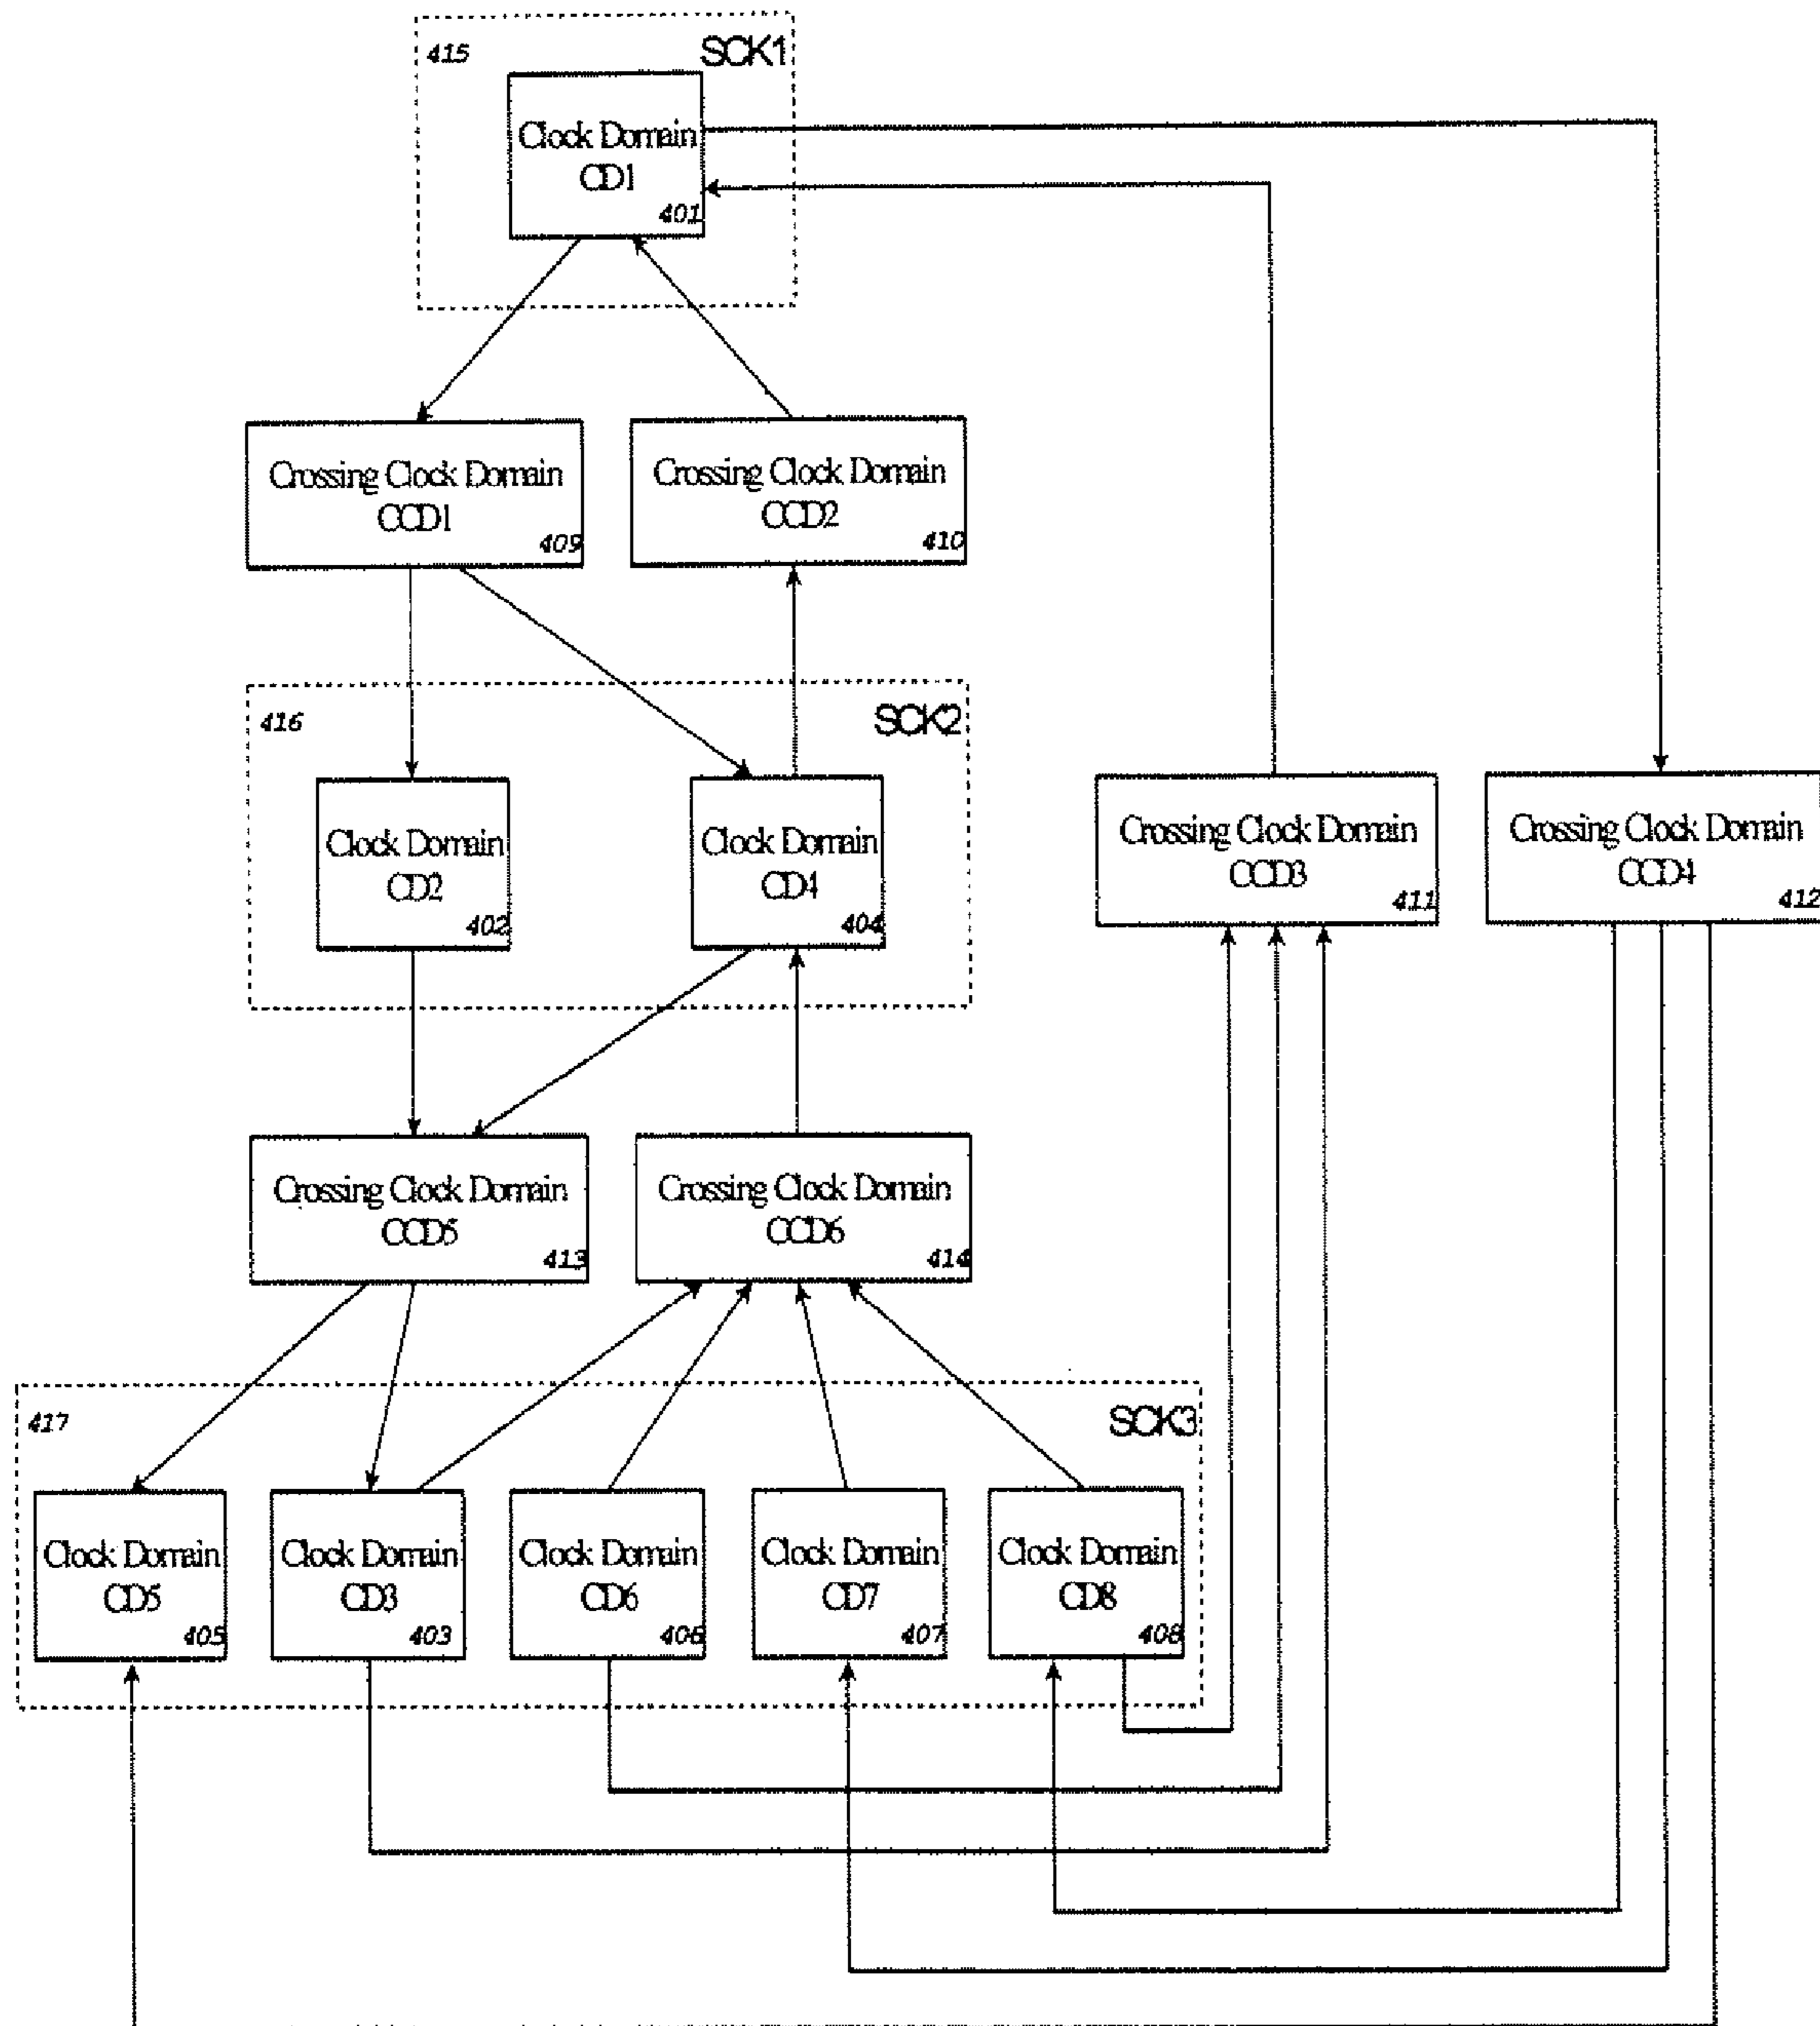 415
SCK1
Clock Domain
CD1
401
Crossing Clock Domain
CCD1
409
Crossing Clock Domain
CCD2
410
416
SCK2
Clock Domain
CD2
402
Clock Domain
CD4
404
Crossing Clock Domain
CCD3
411
Crossing Clock Domain
CCD4
412
Crossing Clock Domain
CCD5
413
Crossing Clock Domain
CCD6
414
417
SCK3
Clock Domain
CD5
405
Clock Domain
CD3
403
Clock Domain
CD6
406
Clock Domain
CD7
407
Clock Domain
CD8
408